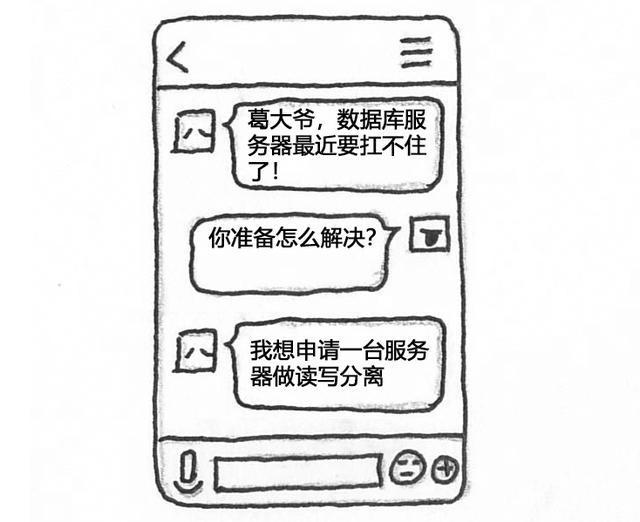 葛大爷，数据库服
务器最近要扛不住
了！
你准备怎么解决？
我想申请一台服务
器做读写分离